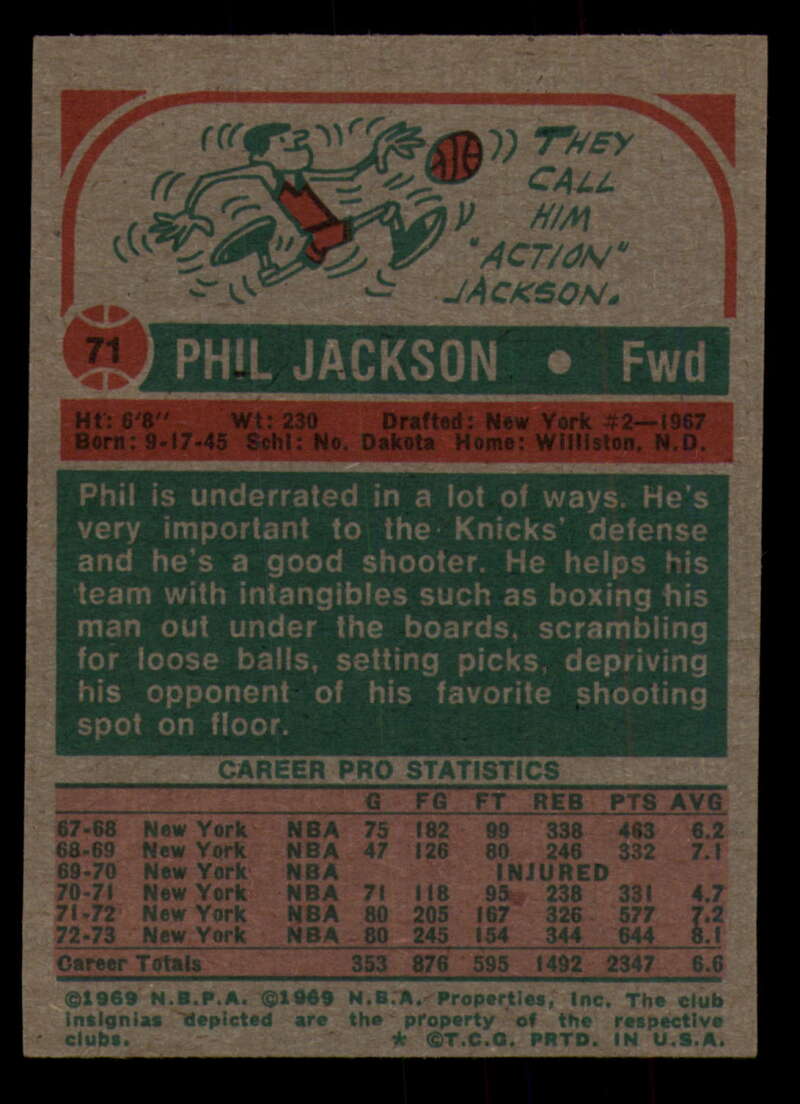 THEY
CALL
HIM
"ACTION"
JACKSON.
71 PHIL JACKSON • Fwd
Ht: 6'8" Wt: 230 Drafted: New York #2—1967
Born: 9-17-45 Schl: No. Dakota Home: Williston, N.D.
Phil is underrated in a lot of ways. He's
very important to the Knicks' defense
and he's a good shooter. He helps his
team with intangibles such as boxing his
man out under the boards, scrambling
for loose balls, setting picks, depriving
his opponent of his favorite shooting
spot on floor.
CAREER PRO STATISTICS
G FG FT REB PTS AVG
67-68 New York NBA 75 182 99 338 463 6.2
68-69 New York NBA 47 126 80 246 332 7.1
69-70 New York NBA INJURED
70-71 New York NBA 71 118 95 238 331 4.7
71-72 New York NBA 80 205 167 326 577 7.2
72-73 New York NBA 80 245 154 344 644 8.1
Career Totals 353 876 595 1492 2347 6.6
©1969 N.B.P.A. ©1969 N.B.A. Properties, Inc. The club
insignias depicted are the property of the respective
clubs. * ©T.C.G. PRTD. IN U.S.A.